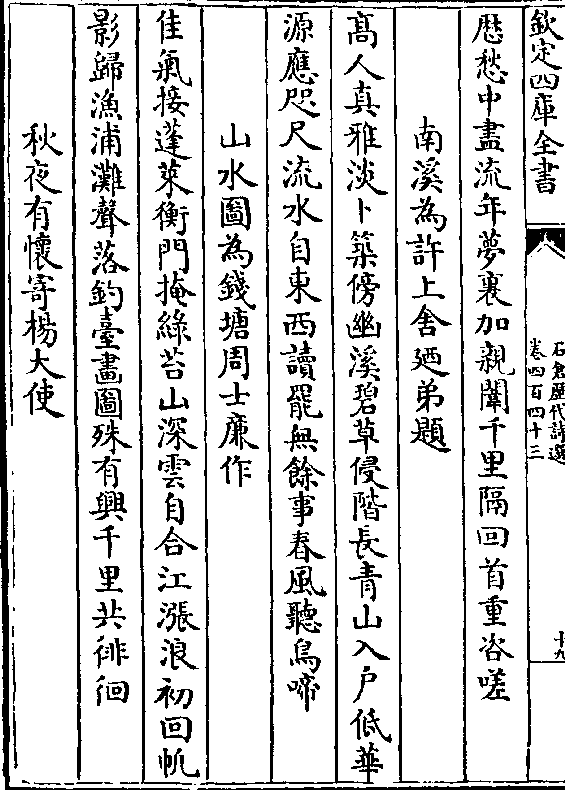 欽定四庫全書
石倉歷代詩選
卷四百四十三
十九
歴愁中盡流年夢裏加親闈千里隔回首重咨嗟
南溪為許上舍廼弟題
髙人真雅淡卜築傍幽溪碧草侵階長青山入戶低華
源應咫尺流水自東西讀罷無餘事春風聽鳥啼
山水圖為錢塘周士廉作
佳氣接蓬萊衡門掩緑苔山深雲自合江漲浪初回帆
影歸漁浦灘聲落釣臺畫圖殊有興千里共徘徊
秋夜有懷寄楊大使